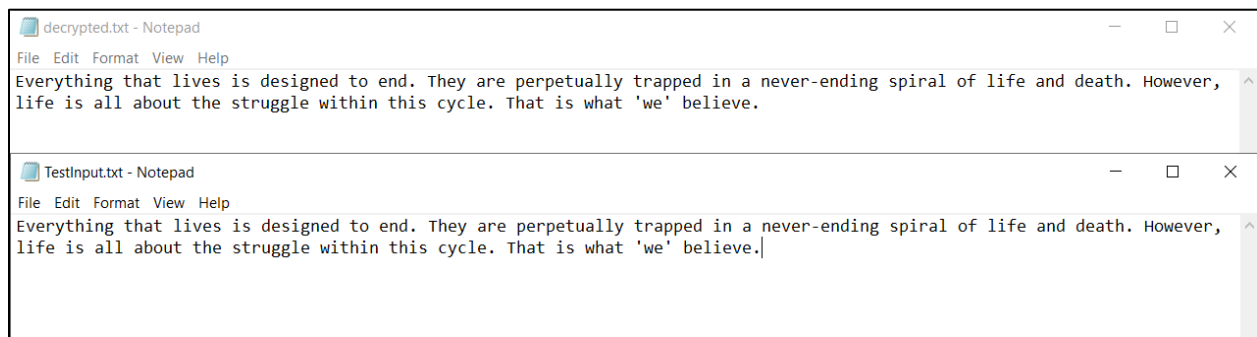 decrypted.txt - Notepad
File Edit Format View Help
Everything that lives is designed to end. They are perpetually trapped in a never-ending spiral of life and death. However,
life is all about the struggle within this cycle. That is what 'we' believe.
TestInput.txt - Notepad
File Edit Format View Help
Everything that lives is designed to end. They are perpetually trapped in a never-ending spiral of life and death. However,
life is all about the struggle within this cycle. That is what 'we' believe.